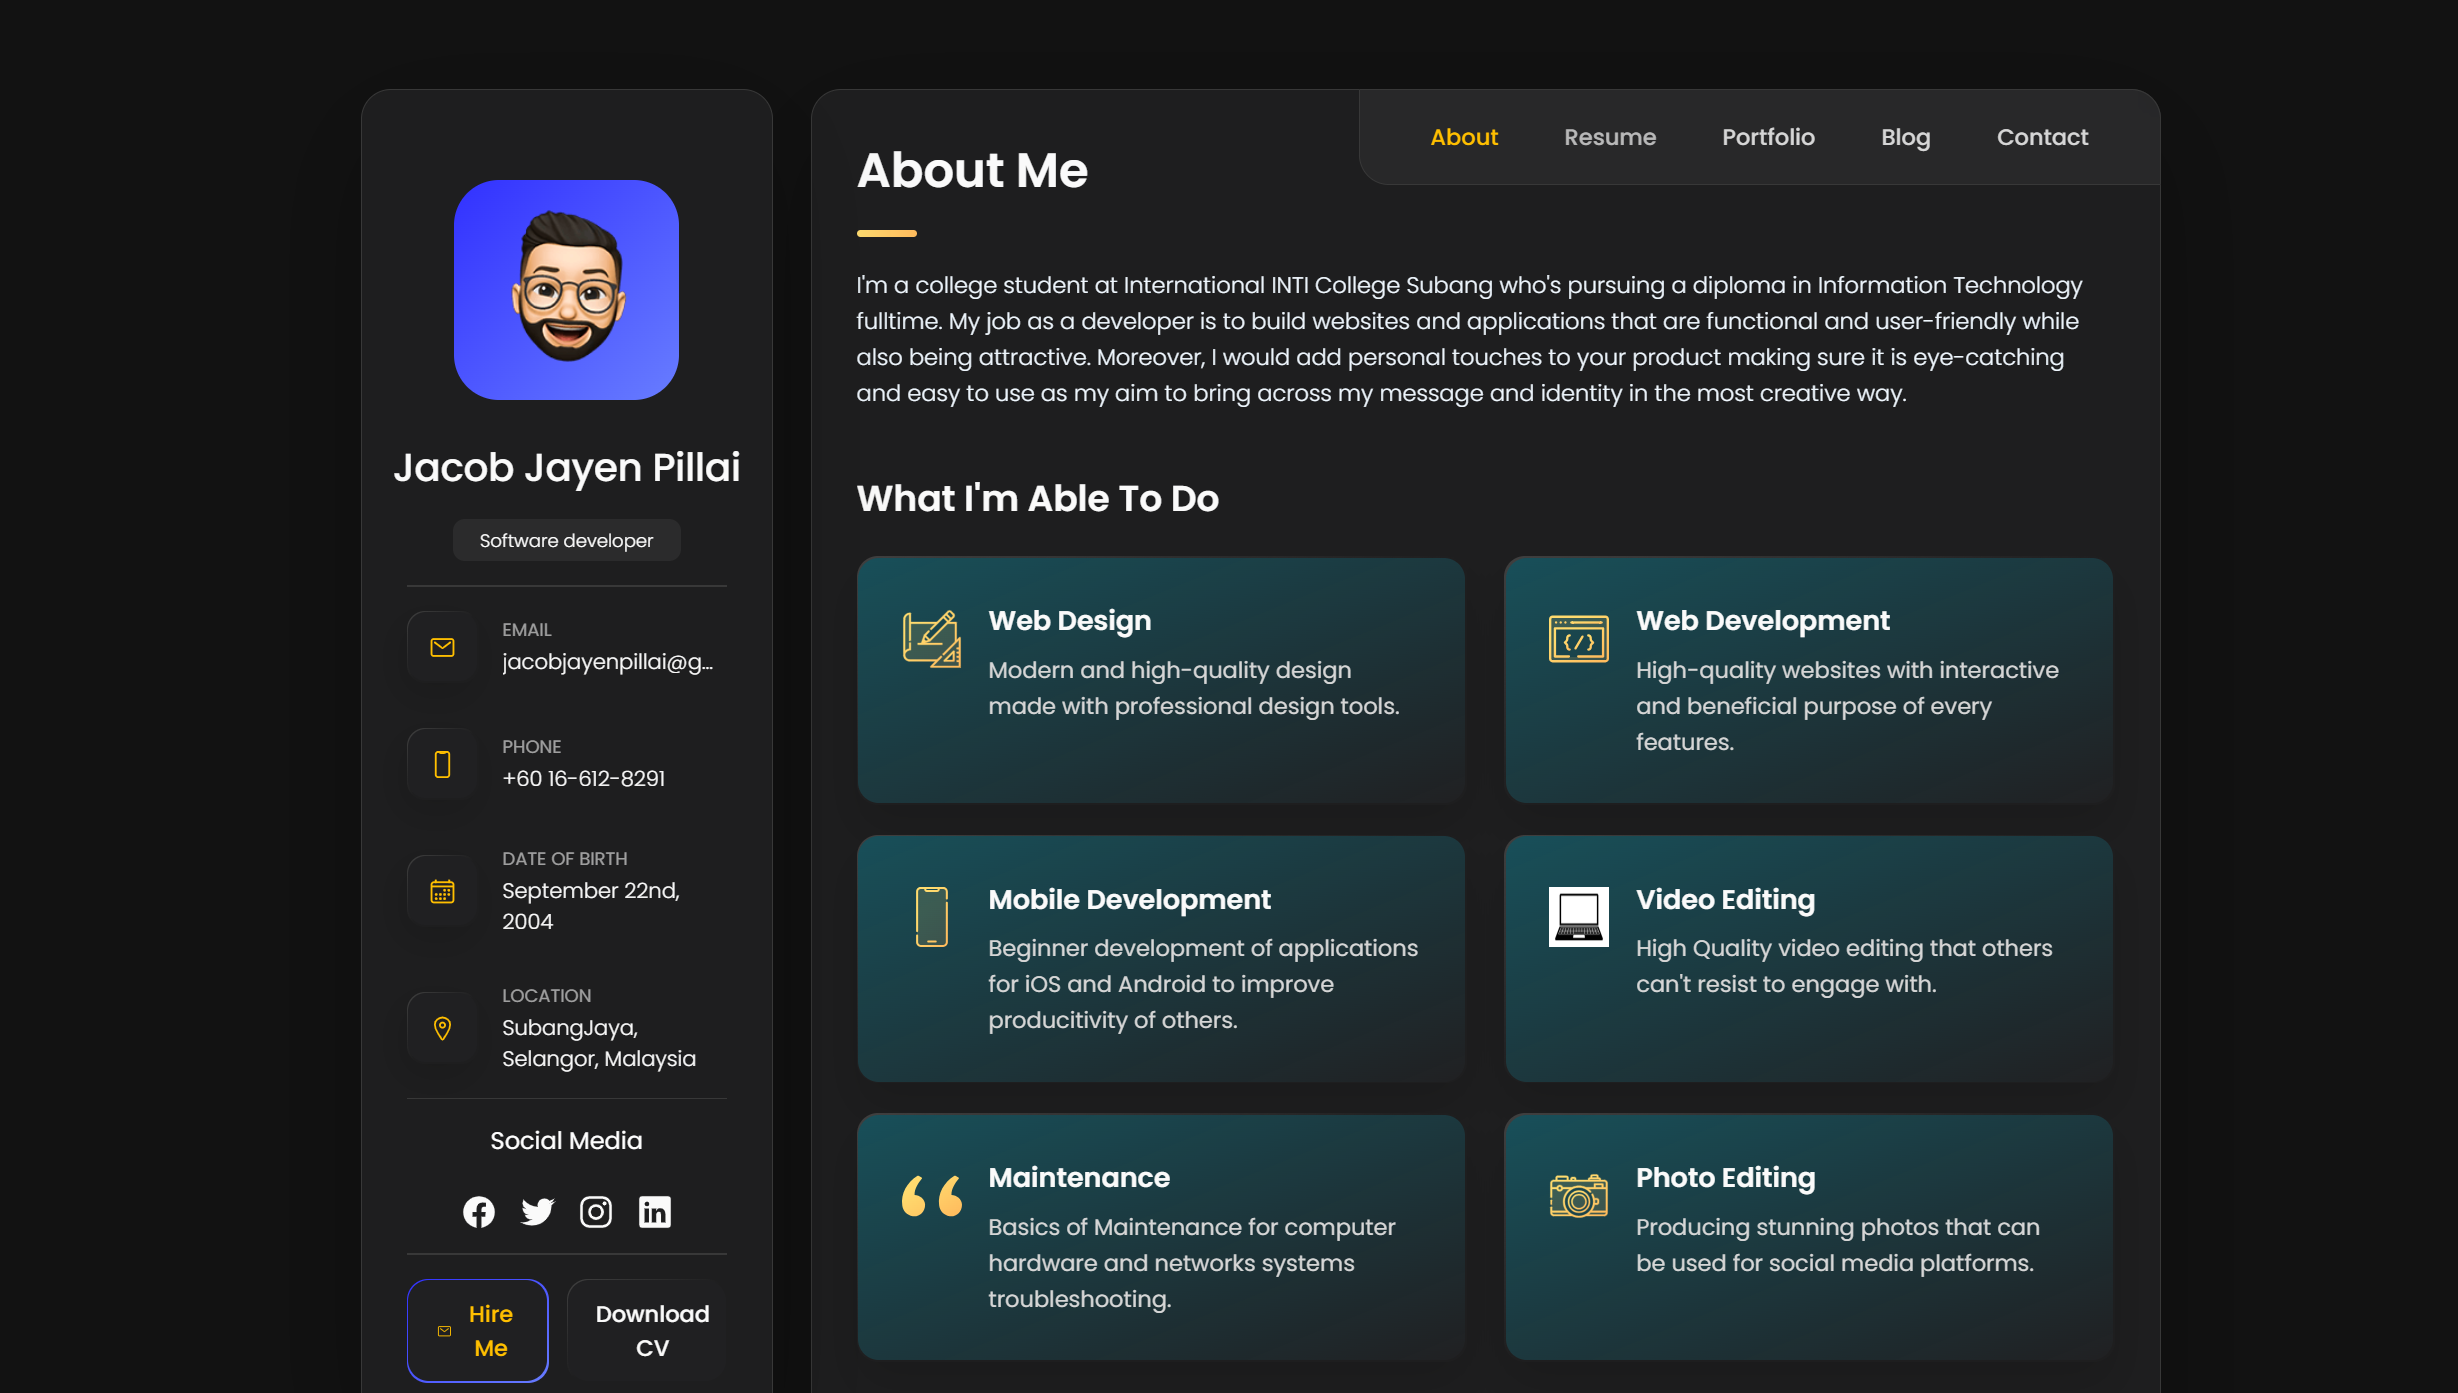 Jacob Jayen Pillai
Software developer
EMAIL
jacobjayenpillai@g...
PHONE
+60 16-612-8291
DATE OF BIRTH
September 22nd,
2004
LOCATION
SubangJaya,
Selangor, Malaysia
Social Media
Hire
Me
Download
CV
About
Resume
Portfolio
Blog
Contact
About Me
I'm a college student at International INTI College Subang who's pursuing a diploma in Information Technology
fulltime. My job as a developer is to build websites and applications that are functional and user-friendly while
also being attractive. Moreover, I would add personal touches to your product making sure it is eye-catching
and easy to use as my aim to bring across my message and identity in the most creative way.
What I'm Able To Do
Web Design
Modern and high-quality design
made with professional design tools.
Web Development
High-quality websites with interactive
and beneficial purpose of every
features.
Mobile Development
Beginner development of applications
for iOS and Android to improve
producitivity of others.
Video Editing
High Quality video editing that others
can't resist to engage with.
Maintenance
Basics of Maintenance for computer
hardware and networks systems
troubleshooting.
Photo Editing
Producing stunning photos that can
be used for social media platforms.